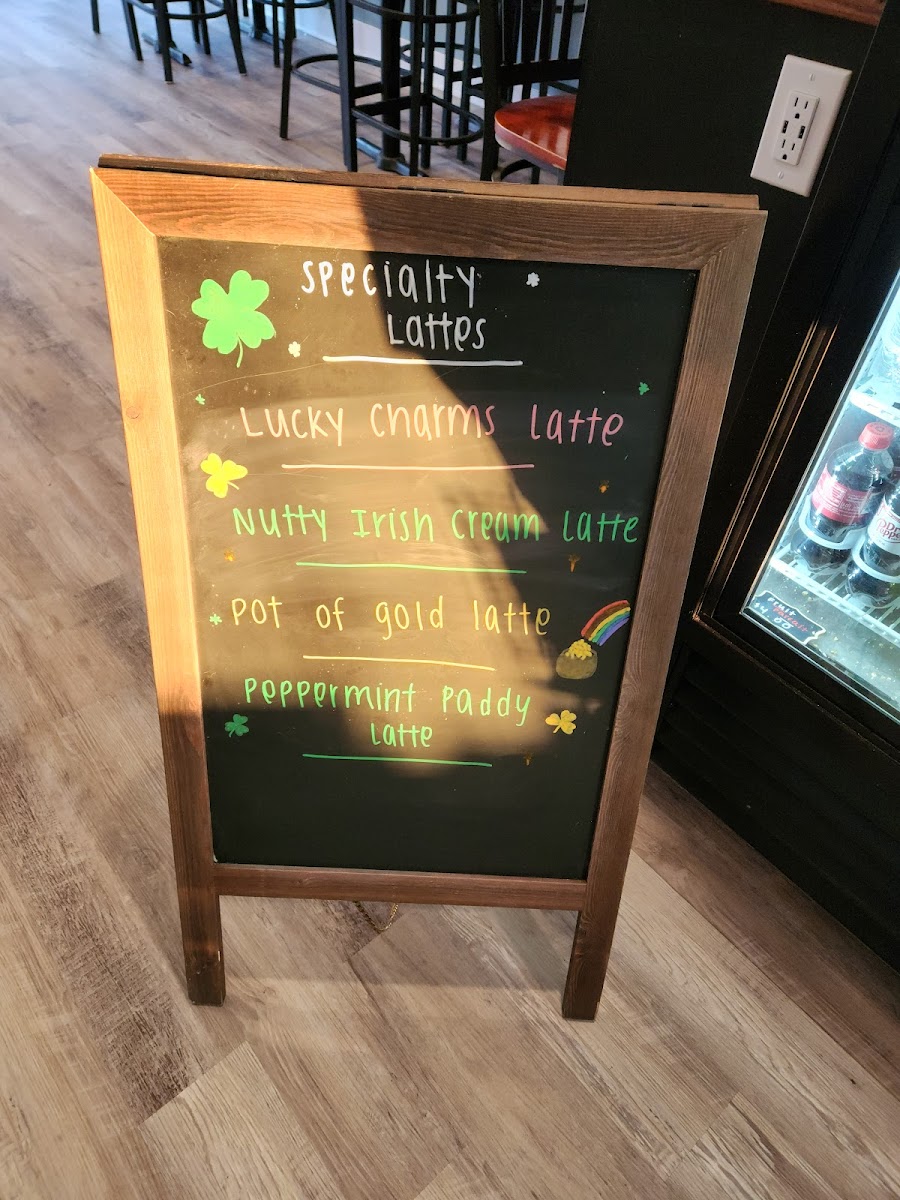 Specialty
Lattes
Lucky Charms Latte
Nutty Irish Cream Latte
Pot of gold latte
Peppermint Paddy
Latte